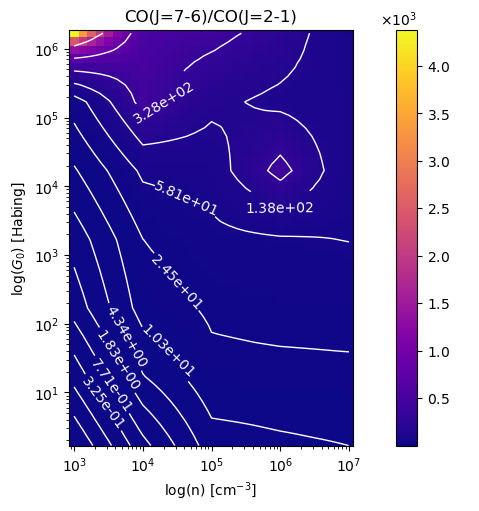 CO(J=7-6)/CO(J=2-1)
×10³
10⁶
10⁵
10⁴
10³
10²
10¹
log(G₀) [Habing]
3.28e+02
5.81e+01
1.38e+02
2.45e+01
4.34e+00
1.03e+01
1.83e+00
7.71e-01
3.25e-01
4.0
3.5
3.0
2.5
2.0
1.5
1.0
0.5
10³
10⁴
10⁵
10⁶
10⁷
log(n) [cm⁻³]